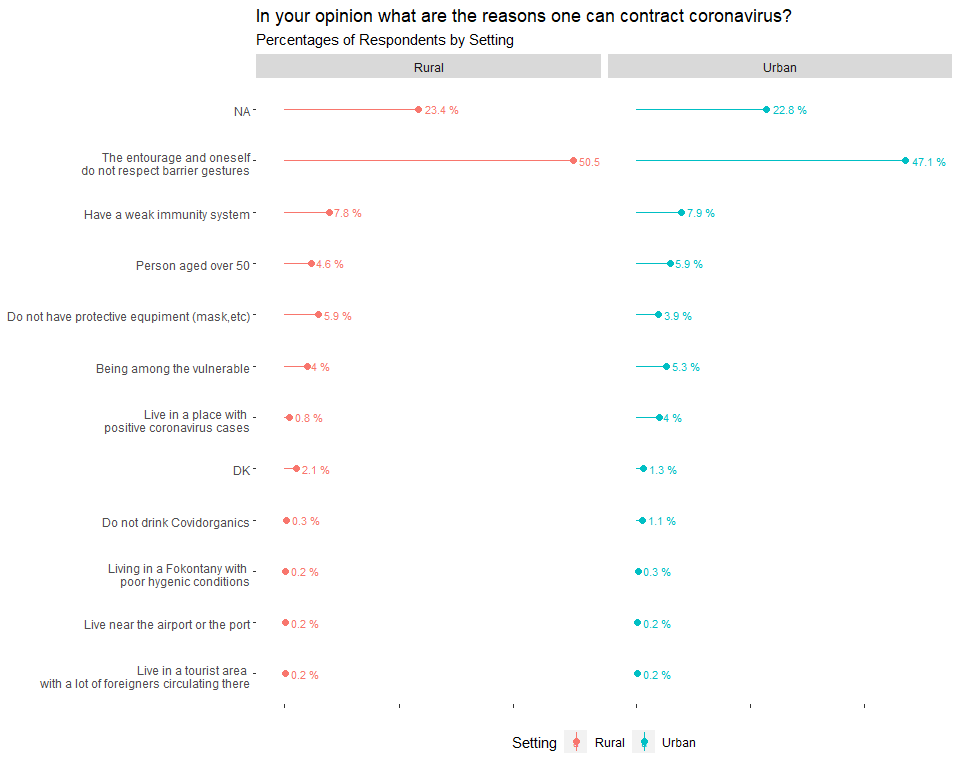 In your opinion what are the reasons one can contract coronavirus?
Percentages of Respondents by Setting
Rural
Urban
NA
23.4 %
22.8 %
The entourage and oneself
do not respect barrier gestures
50.5
47.1 %
Have a weak immunity system
7.8 %
7.9 %
Person aged over 50
4.6 %
5.9 %
Do not have protective equpiment (mask,etc)
5.9 %
3.9 %
Being among the vulnerable
4 %
5.3 %
Live in a place with
positive coronavirus cases
0.8 %
4 %
DK
2.1 %
1.3 %
Do not drink Covidorganics
0.3 %
1.1 %
Living in a Fokontany with
poor hygenic conditions
0.2 %
0.3 %
Live near the airport or the port
0.2 %
0.2 %
Live in a tourist area
with a lot of foreigners circulating there
0.2 %
0.2 %
Setting
Rural
Urban